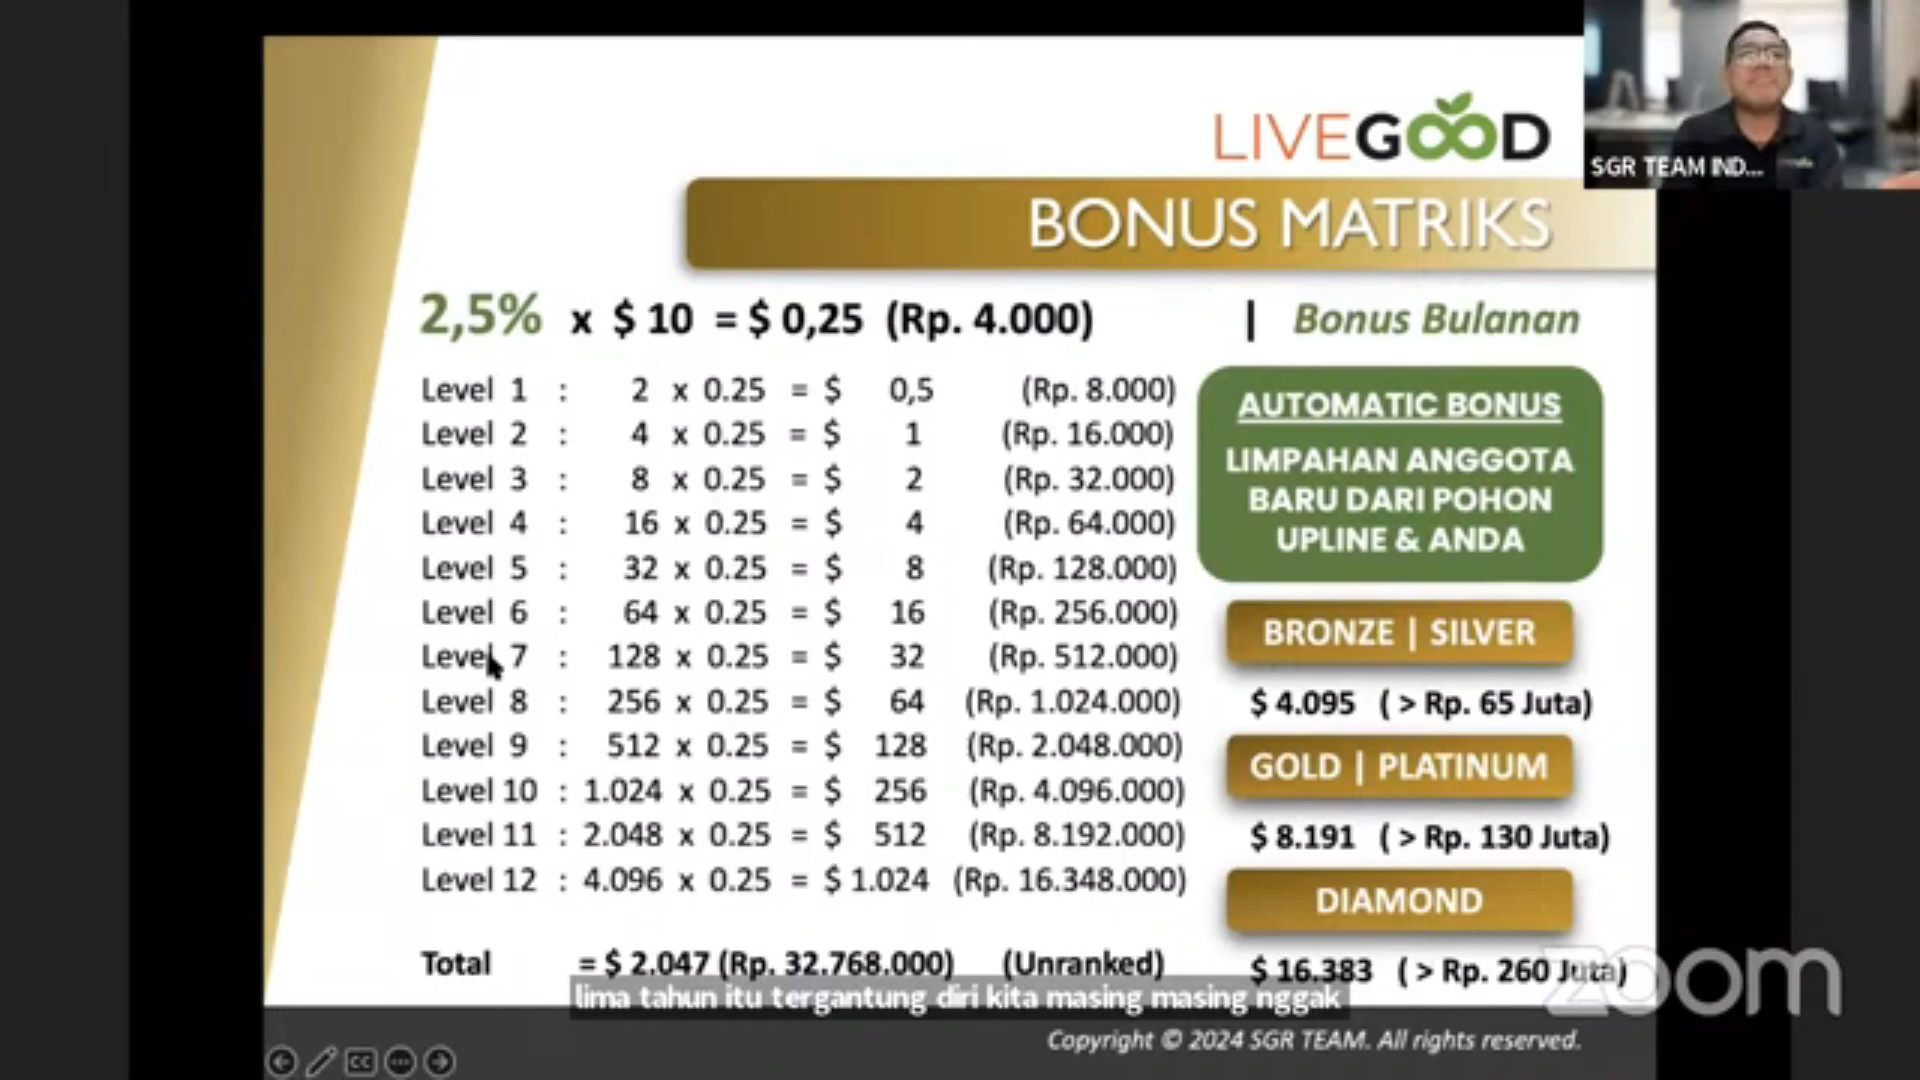 LIVEGOOD
SGR TEAM IND...
BONUS MATRIKS
2,5% x $ 10 = $ 0,25 (Rp. 4.000) | Bonus Bulanan
Level 1 : 2 x 0.25 = $ 0,5 (Rp. 8.000)
Level 2 : 4 x 0.25 = $ 1 (Rp. 16.000)
Level 3 : 8 x 0.25 = $ 2 (Rp. 32.000)
Level 4 : 16 x 0.25 = $ 4 (Rp. 64.000)
Level 5 : 32 x 0.25 = $ 8 (Rp. 128.000)
Level 6 : 64 x 0.25 = $ 16 (Rp. 256.000)
Level 7 : 128 x 0.25 = $ 32 (Rp. 512.000)
Level 8 : 256 x 0.25 = $ 64 (Rp. 1.024.000)
Level 9 : 512 x 0.25 = $ 128 (Rp. 2.048.000)
Level 10 : 1.024 x 0.25 = $ 256 (Rp. 4.096.000)
Level 11 : 2.048 x 0.25 = $ 512 (Rp. 8.192.000)
Level 12 : 4.096 x 0.25 = $ 1.024 (Rp. 16.348.000)
Total = $ 2.047 (Rp. 32.768.000) (Unranked)
AUTOMATIC BONUS
LIMPAHAN ANGGOTA
BARU DARI POHON
UPLINE & ANDA
BRONZE | SILVER
$ 4.095 ( > Rp. 65 Juta)
GOLD | PLATINUM
$ 8.191 ( > Rp. 130 Juta)
DIAMOND
$ 16.383 ( > Rp. 260 Juta)
zoom
lima tahun itu tergantung diri kita masing masing nggak
Copyright © 2024 SGR TEAM. All rights reserved.
CC